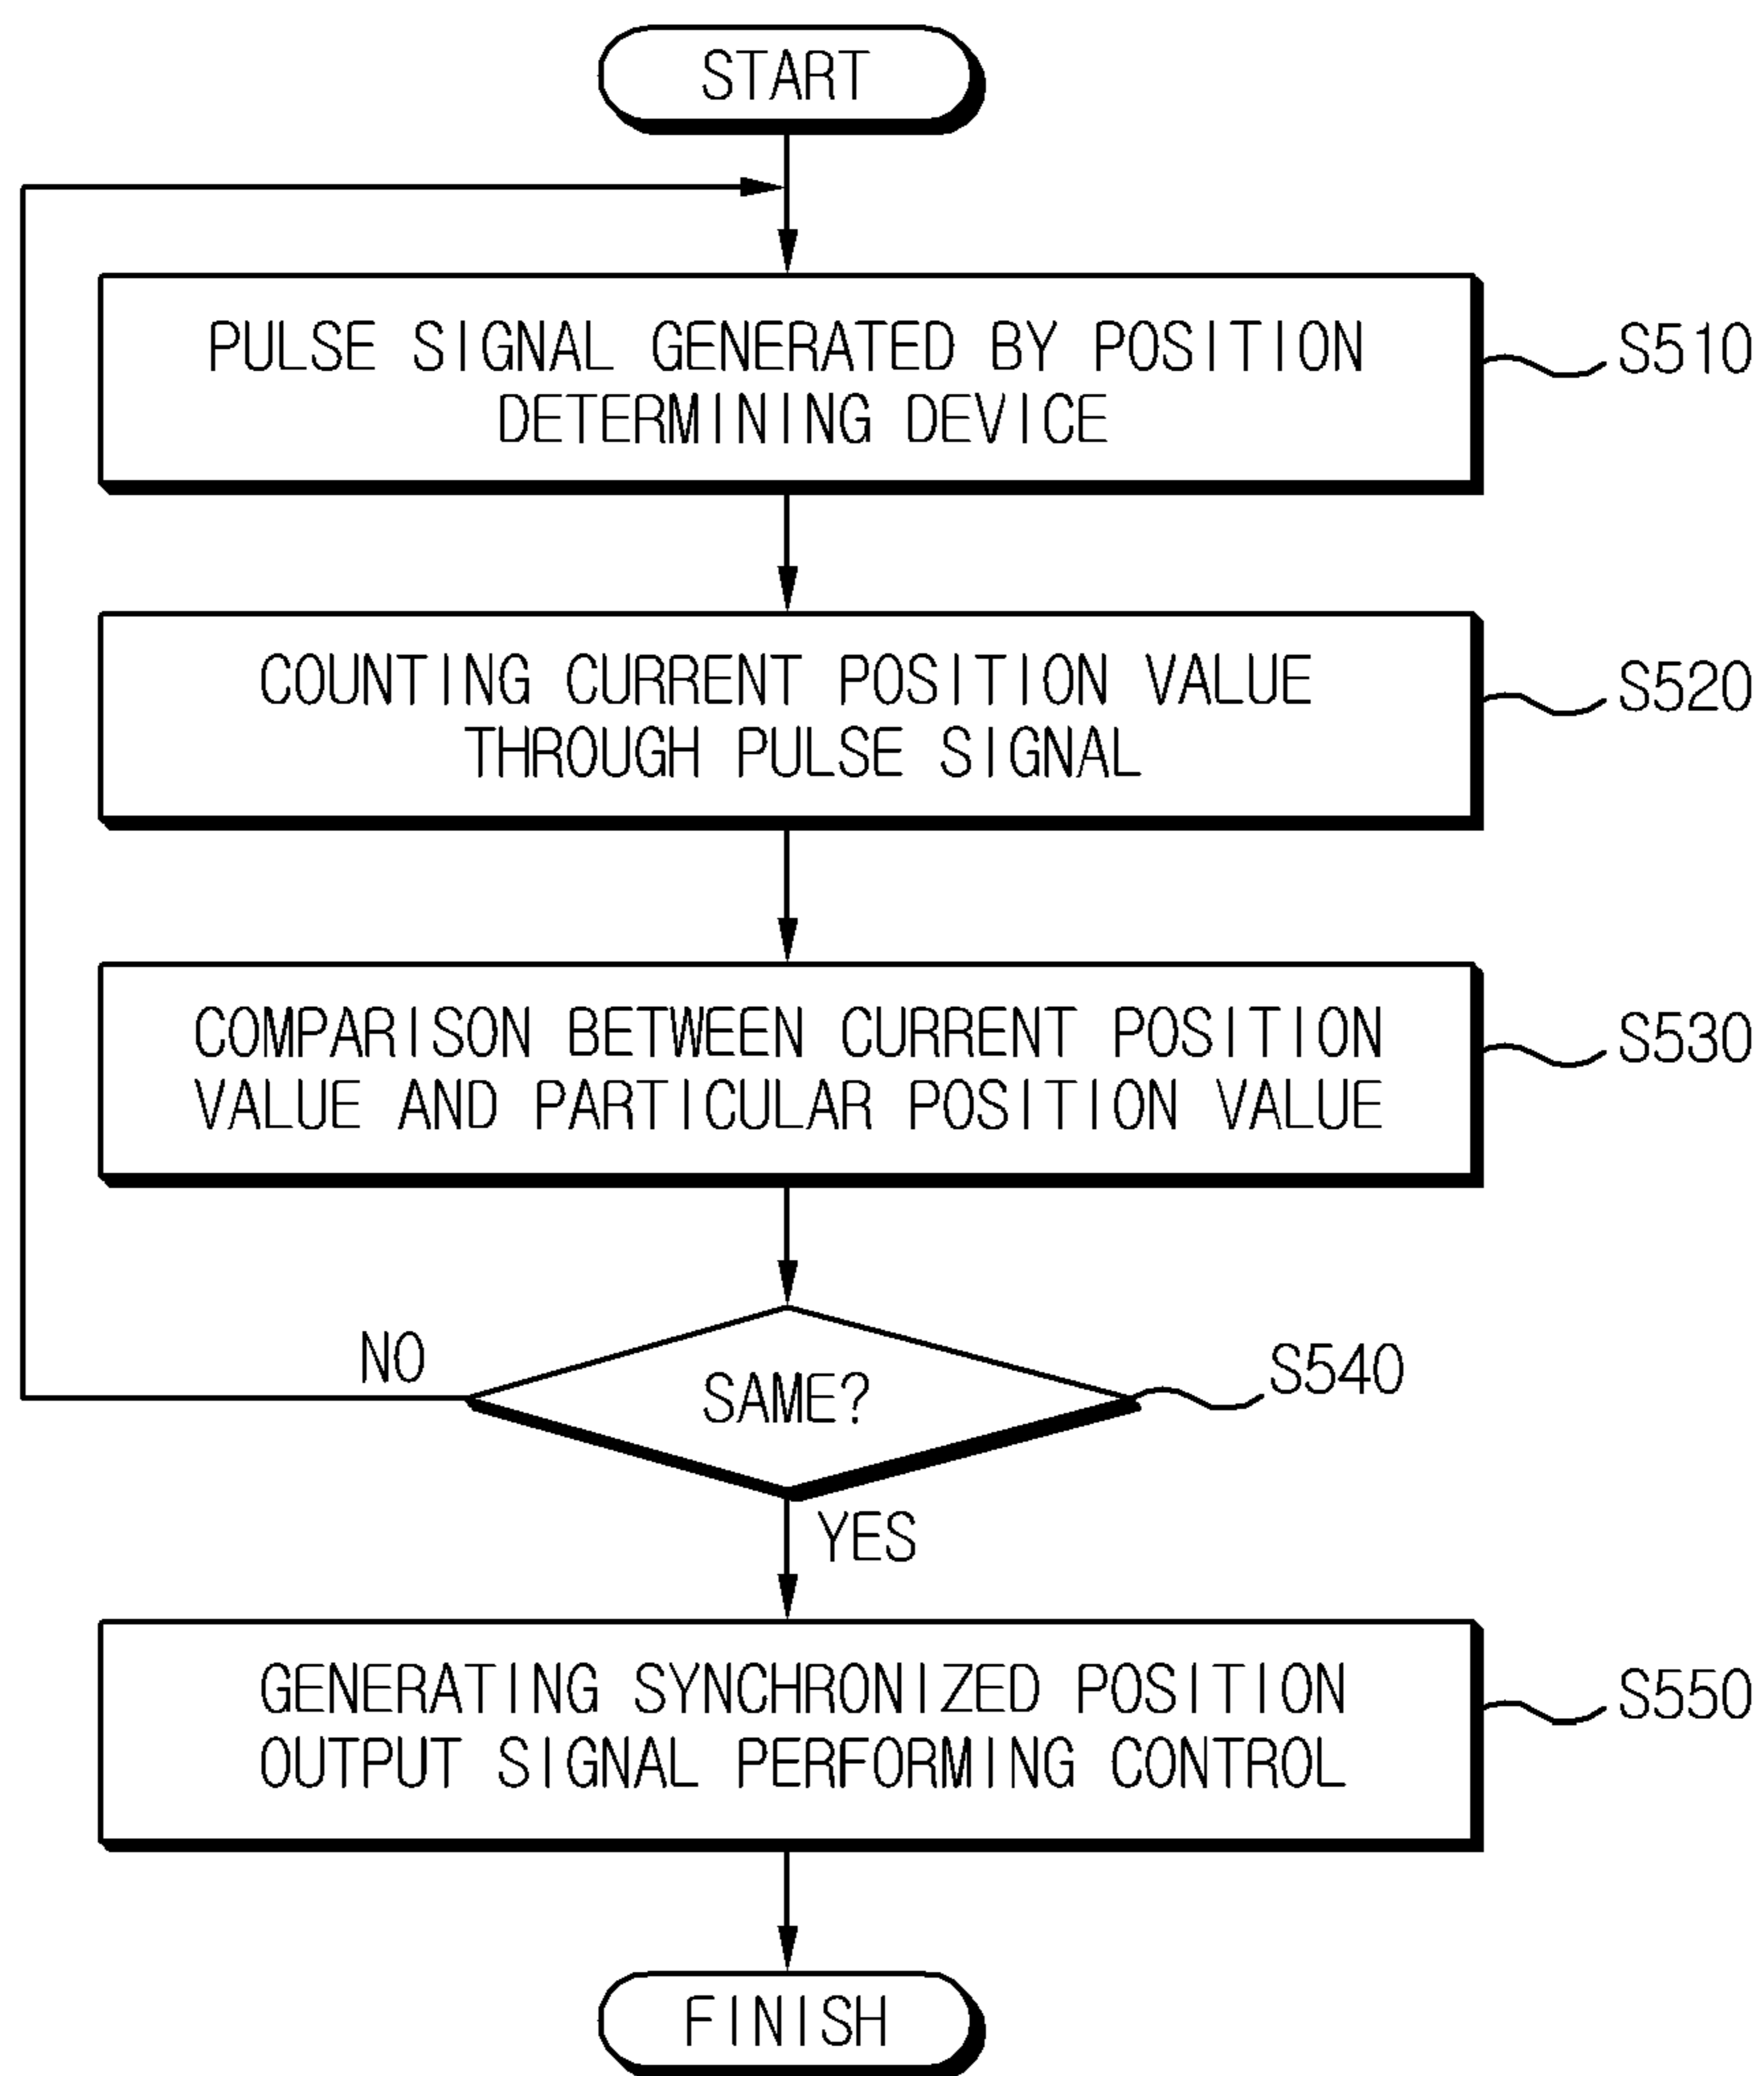 START
PULSE SIGNAL GENERATED BY POSITION
DETERMINING DEVICE
S510
COUNTING CURRENT POSITION VALUE
THROUGH PULSE SIGNAL
S520
COMPARISON BETWEEN CURRENT POSITION
VALUE AND PARTICULAR POSITION VALUE
S530
NO
SAME?
S540
YES
GENERATING SYNCHRONIZED POSITION
OUTPUT SIGNAL PERFORMING CONTROL
S550
FINISH